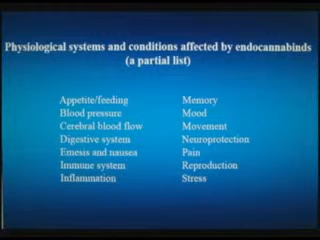 Physiological systems and conditions affected by endocannabinds
(a partial list)
Appetite/feeding
Blood pressure
Cerebral blood flow
Digestive system
Emesis and nausea
Immune system
Inflammation
Memory
Mood
Movement
Neuroprotection
Pain
Reproduction
Stress